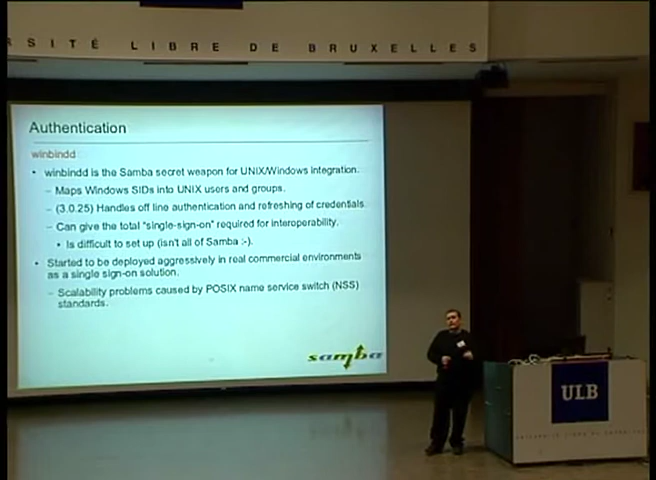 SITÉ LIBRE DE BRUXELLES
Authentication
winbindd
• winbindd is the Samba secret weapon for UNIX/Windows integration.
– Maps Windows SIDs into UNIX users and groups.
– (3.0.25) Handles off line authentication and refreshing of credentials
– Can give the total "single-sign-on" required for interoperability.
• Is difficult to set up (isn't all of Samba :-).
• Started to be deployed aggressively in real commercial environments
as a single sign-on solution.
– Scalability problems caused by POSIX name service switch (NSS)
standards.
samba
ULB